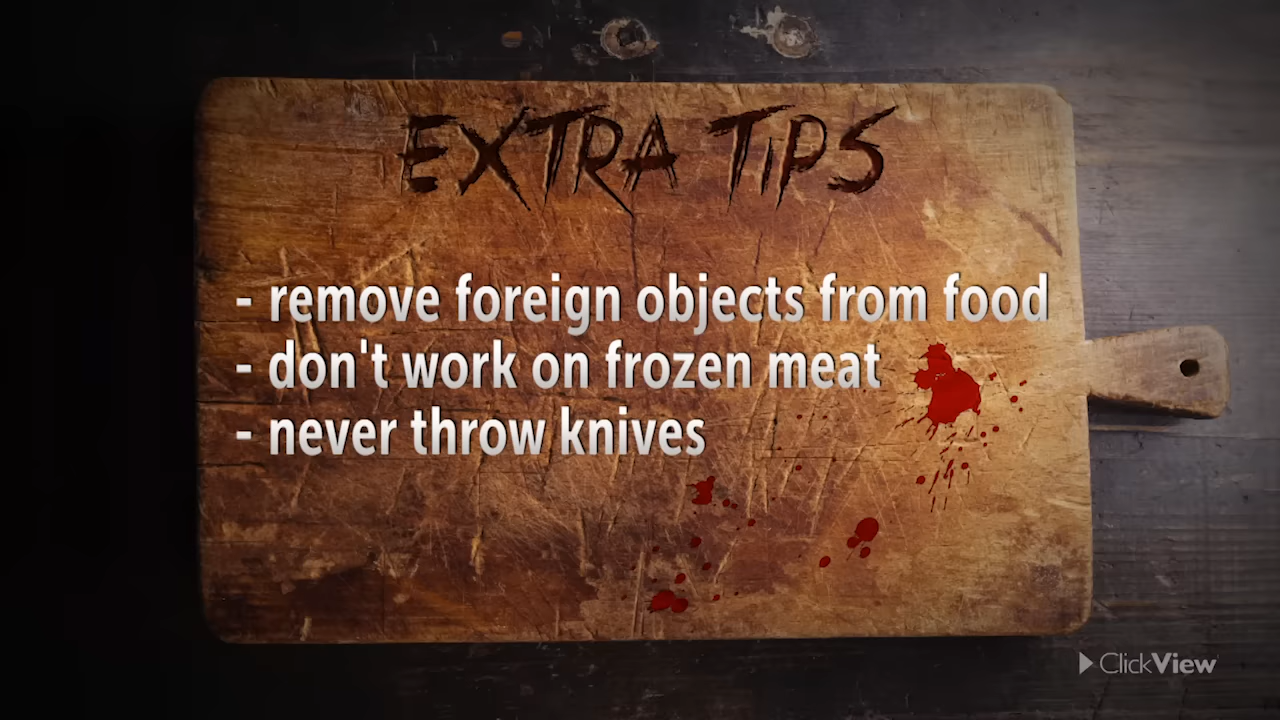 EXTRA TIPS
- remove foreign objects from food
- don't work on frozen meat
- never throw knives
ClickView